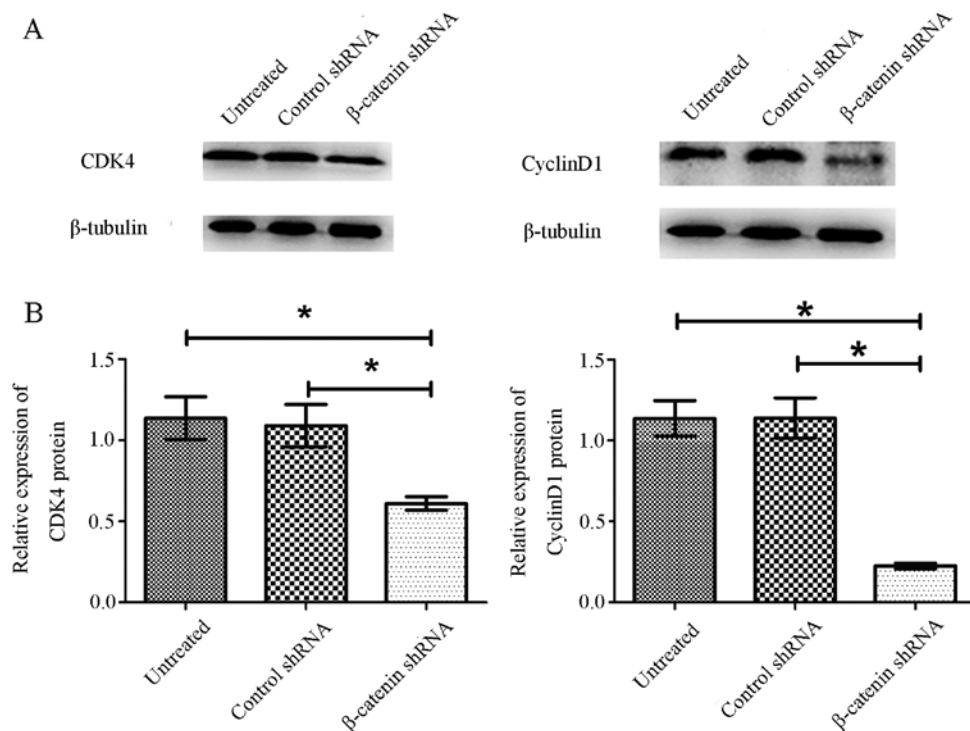 A
Untreated
Control shRNA
β-catenin shRNA
CDK4
β-tubulin
Untreated
Control shRNA
β-catenin shRNA
CyclinD1
β-tubulin
B
*
*
Relative expression of
CDK4 protein
1.5
1.0
0.5
0.0
Untreated
Control shRNA
β-catenin shRNA
*
*
Relative expression of
CyclinD1 protein
1.5
1.0
0.5
0.0
Untreated
Control shRNA
β-catenin shRNA